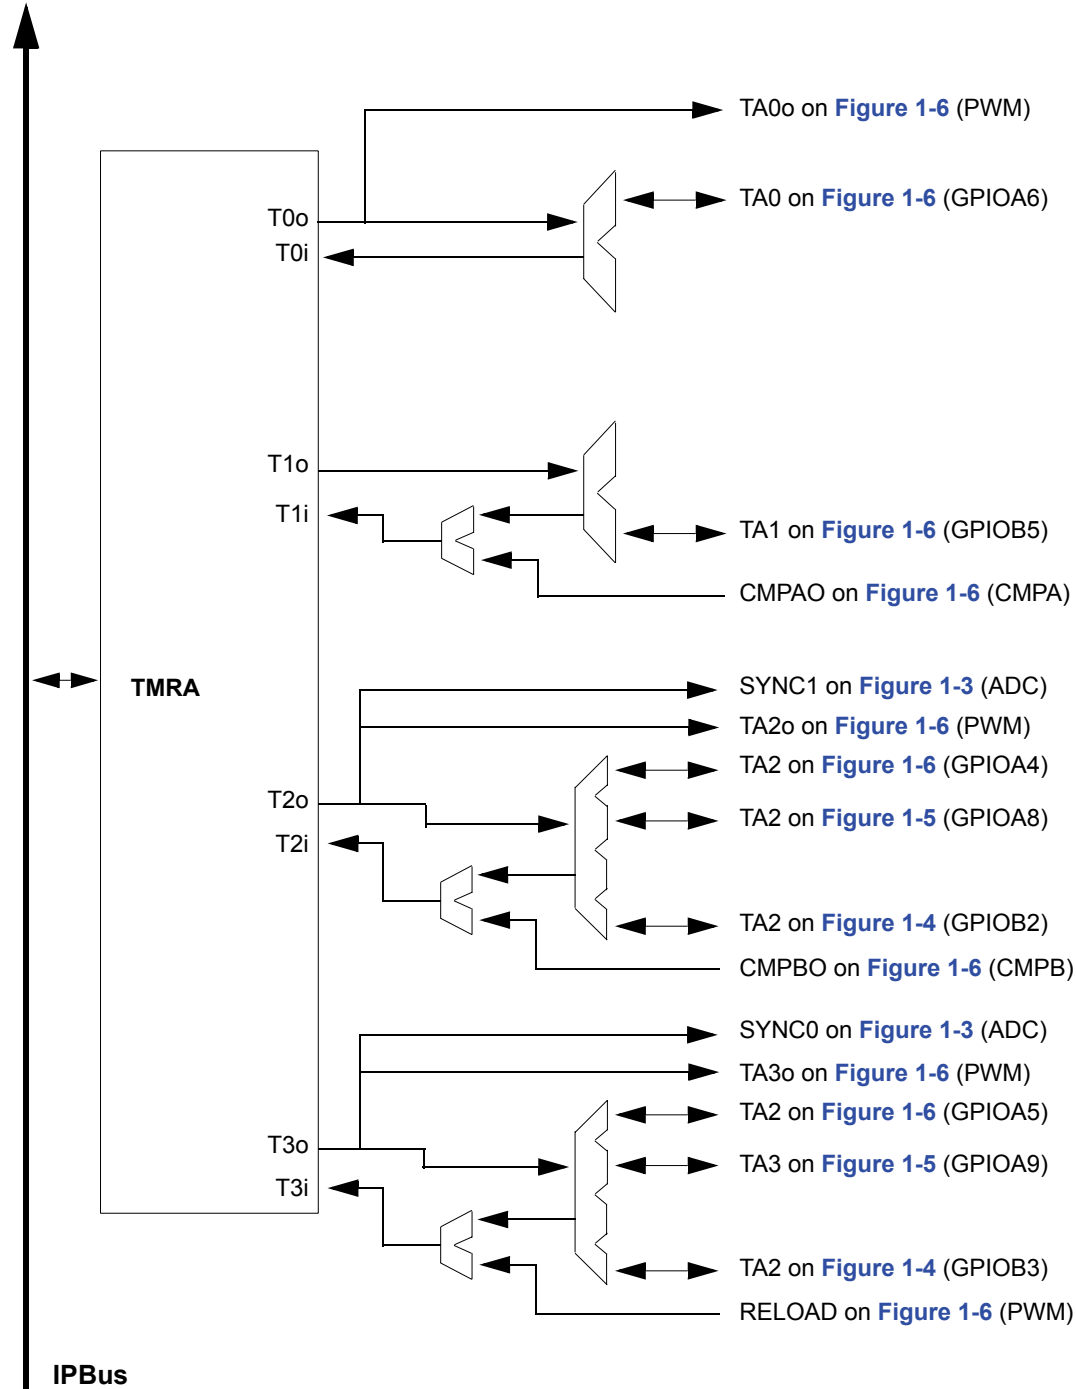 TA0o on Figure 1-6 (PWM)
TA0 on Figure 1-6 (GPIOA6)
T0o
T0i
T1o
T1i
TA1 on Figure 1-6 (GPIOB5)
CMPAO on Figure 1-6 (CMPA)
TMRA
SYNC1 on Figure 1-3 (ADC)
TA2o on Figure 1-6 (PWM)
TA2 on Figure 1-6 (GPIOA4)
T2o
TA2 on Figure 1-5 (GPIOA8)
T2i
TA2 on Figure 1-4 (GPIOB2)
CMPBO on Figure 1-6 (CMPB)
SYNC0 on Figure 1-3 (ADC)
TA3o on Figure 1-6 (PWM)
TA2 on Figure 1-6 (GPIOA5)
T3o
TA3 on Figure 1-5 (GPIOA9)
T3i
TA2 on Figure 1-4 (GPIOB3)
RELOAD on Figure 1-6 (PWM)
IPBus